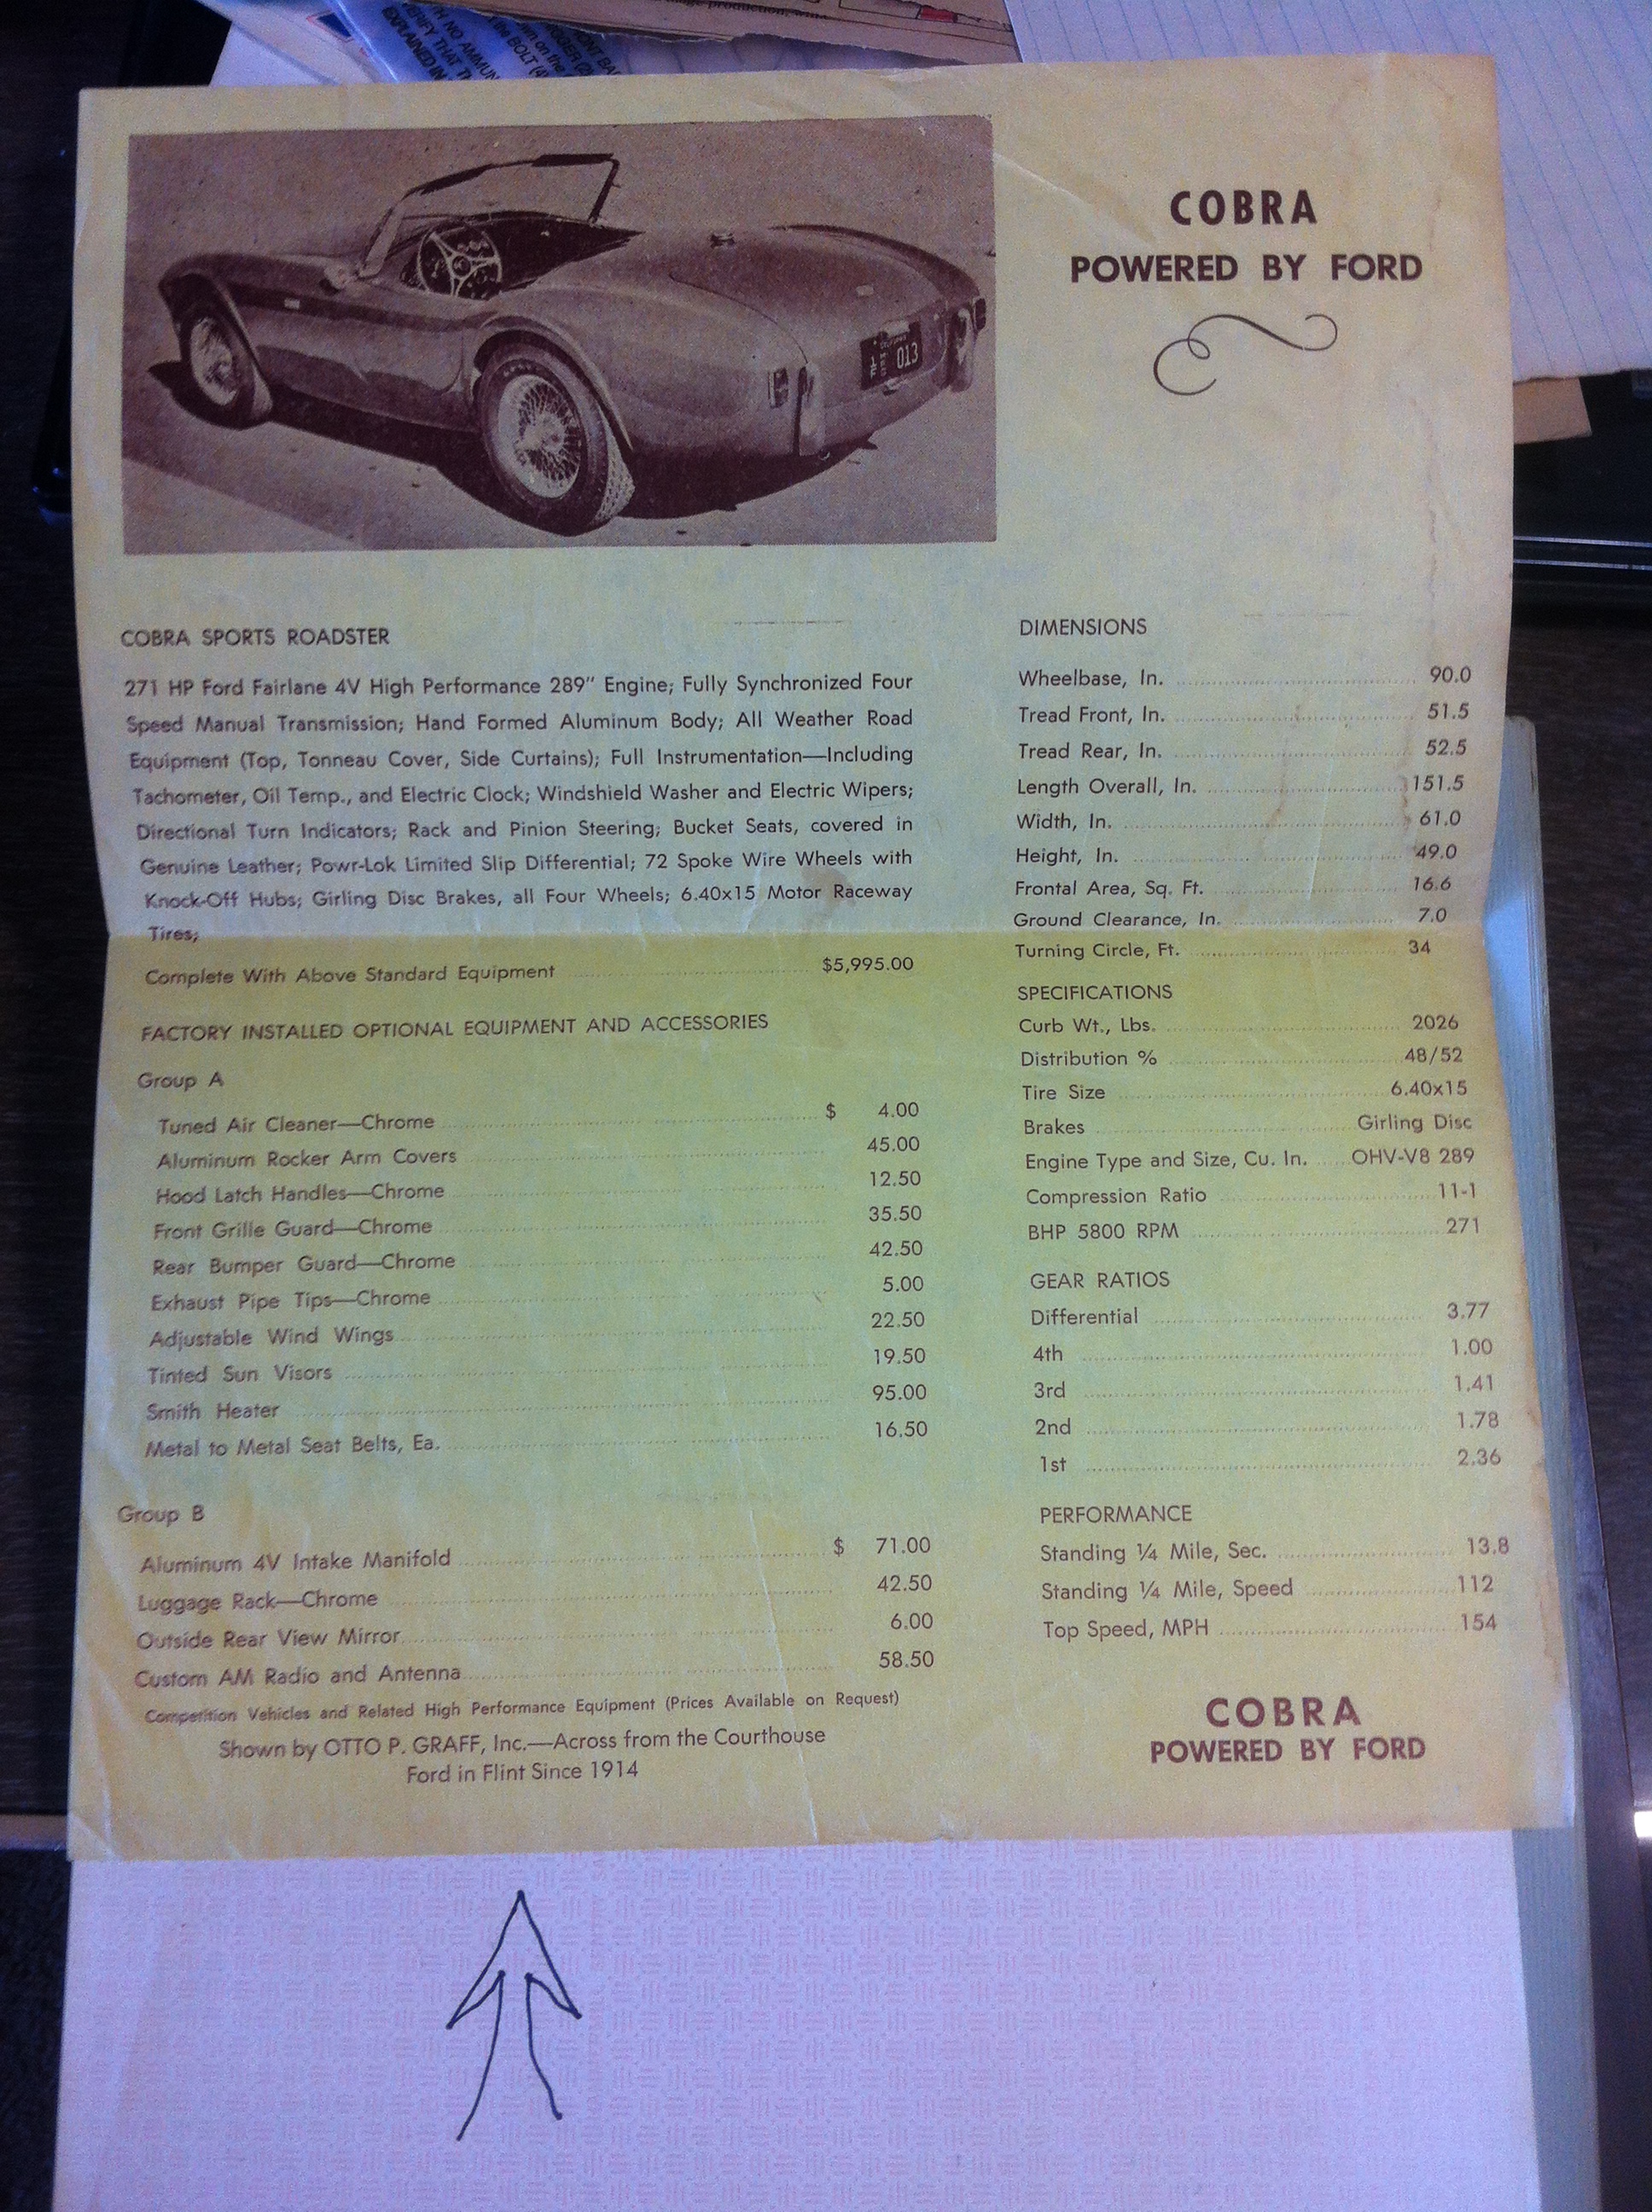 production, with
COBRA
POWERED BY FORD
CALIFORNIA
013
COBRA SPORTS ROADSTER
271 HP Ford Fairlane 4V High Performance 289" Engine; Fully Synchronized Four
Speed Manual Transmission; Hand Formed Aluminum Body; All Weather Road
Equipment (Top, Tonneau Cover, Side Curtains); Full Instrumentation—Including
Tachometer, Oil Temp., and Electric Clock; Windshield Washer and Electric Wipers;
Directional Turn Indicators; Rack and Pinion Steering; Bucket Seats, covered in
Genuine Leather; Powr-Lok Limited Slip Differential; 72 Spoke Wire Wheels with
Knock-Off Hubs; Girling Disc Brakes, all Four Wheels; 6.40x15 Motor Raceway
Tires;
Complete With Above Standard Equipment $5,995.00
FACTORY INSTALLED OPTIONAL EQUIPMENT AND ACCESSORIES
Group A
Tuned Air Cleaner—Chrome $ 4.00
Aluminum Rocker Arm Covers 45.00
Hood Latch Handles—Chrome 12.50
Front Grille Guard—Chrome 35.50
Rear Bumper Guard—Chrome 42.50
Exhaust Pipe Tips—Chrome 5.00
Adjustable Wind Wings 22.50
Tinted Sun Visors 19.50
Smith Heater 95.00
Metal to Metal Seat Belts, Ea. 16.50
Group B
Aluminum 4V Intake Manifold $ 71.00
Luggage Rack—Chrome 42.50
Outside Rear View Mirror 6.00
Custom AM Radio and Antenna 58.50
Competition Vehicles and Related High Performance Equipment (Prices Available on Request)
Shown by OTTO P. GRAFF, Inc.—Across from the Courthouse
Ford in Flint Since 1914
DIMENSIONS
Wheelbase, In. 90.0
Tread Front, In. 51.5
Tread Rear, In. 52.5
Length Overall, In. 151.5
Width, In. 61.0
Height, In. 49.0
Frontal Area, Sq. Ft. 16.6
Ground Clearance, In. 7.0
Turning Circle, Ft. 34
SPECIFICATIONS
Curb Wt., Lbs. 2026
Distribution % 48/52
Tire Size 6.40x15
Brakes Girling Disc
Engine Type and Size, Cu. In. OHV-V8 289
Compression Ratio 11-1
BHP 5800 RPM 271
GEAR RATIOS
Differential 3.77
4th 1.00
3rd 1.41
2nd 1.78
1st 2.36
PERFORMANCE
Standing ¼ Mile, Sec. 13.8
Standing ¼ Mile, Speed 112
Top Speed, MPH 154
COBRA
POWERED BY FORD